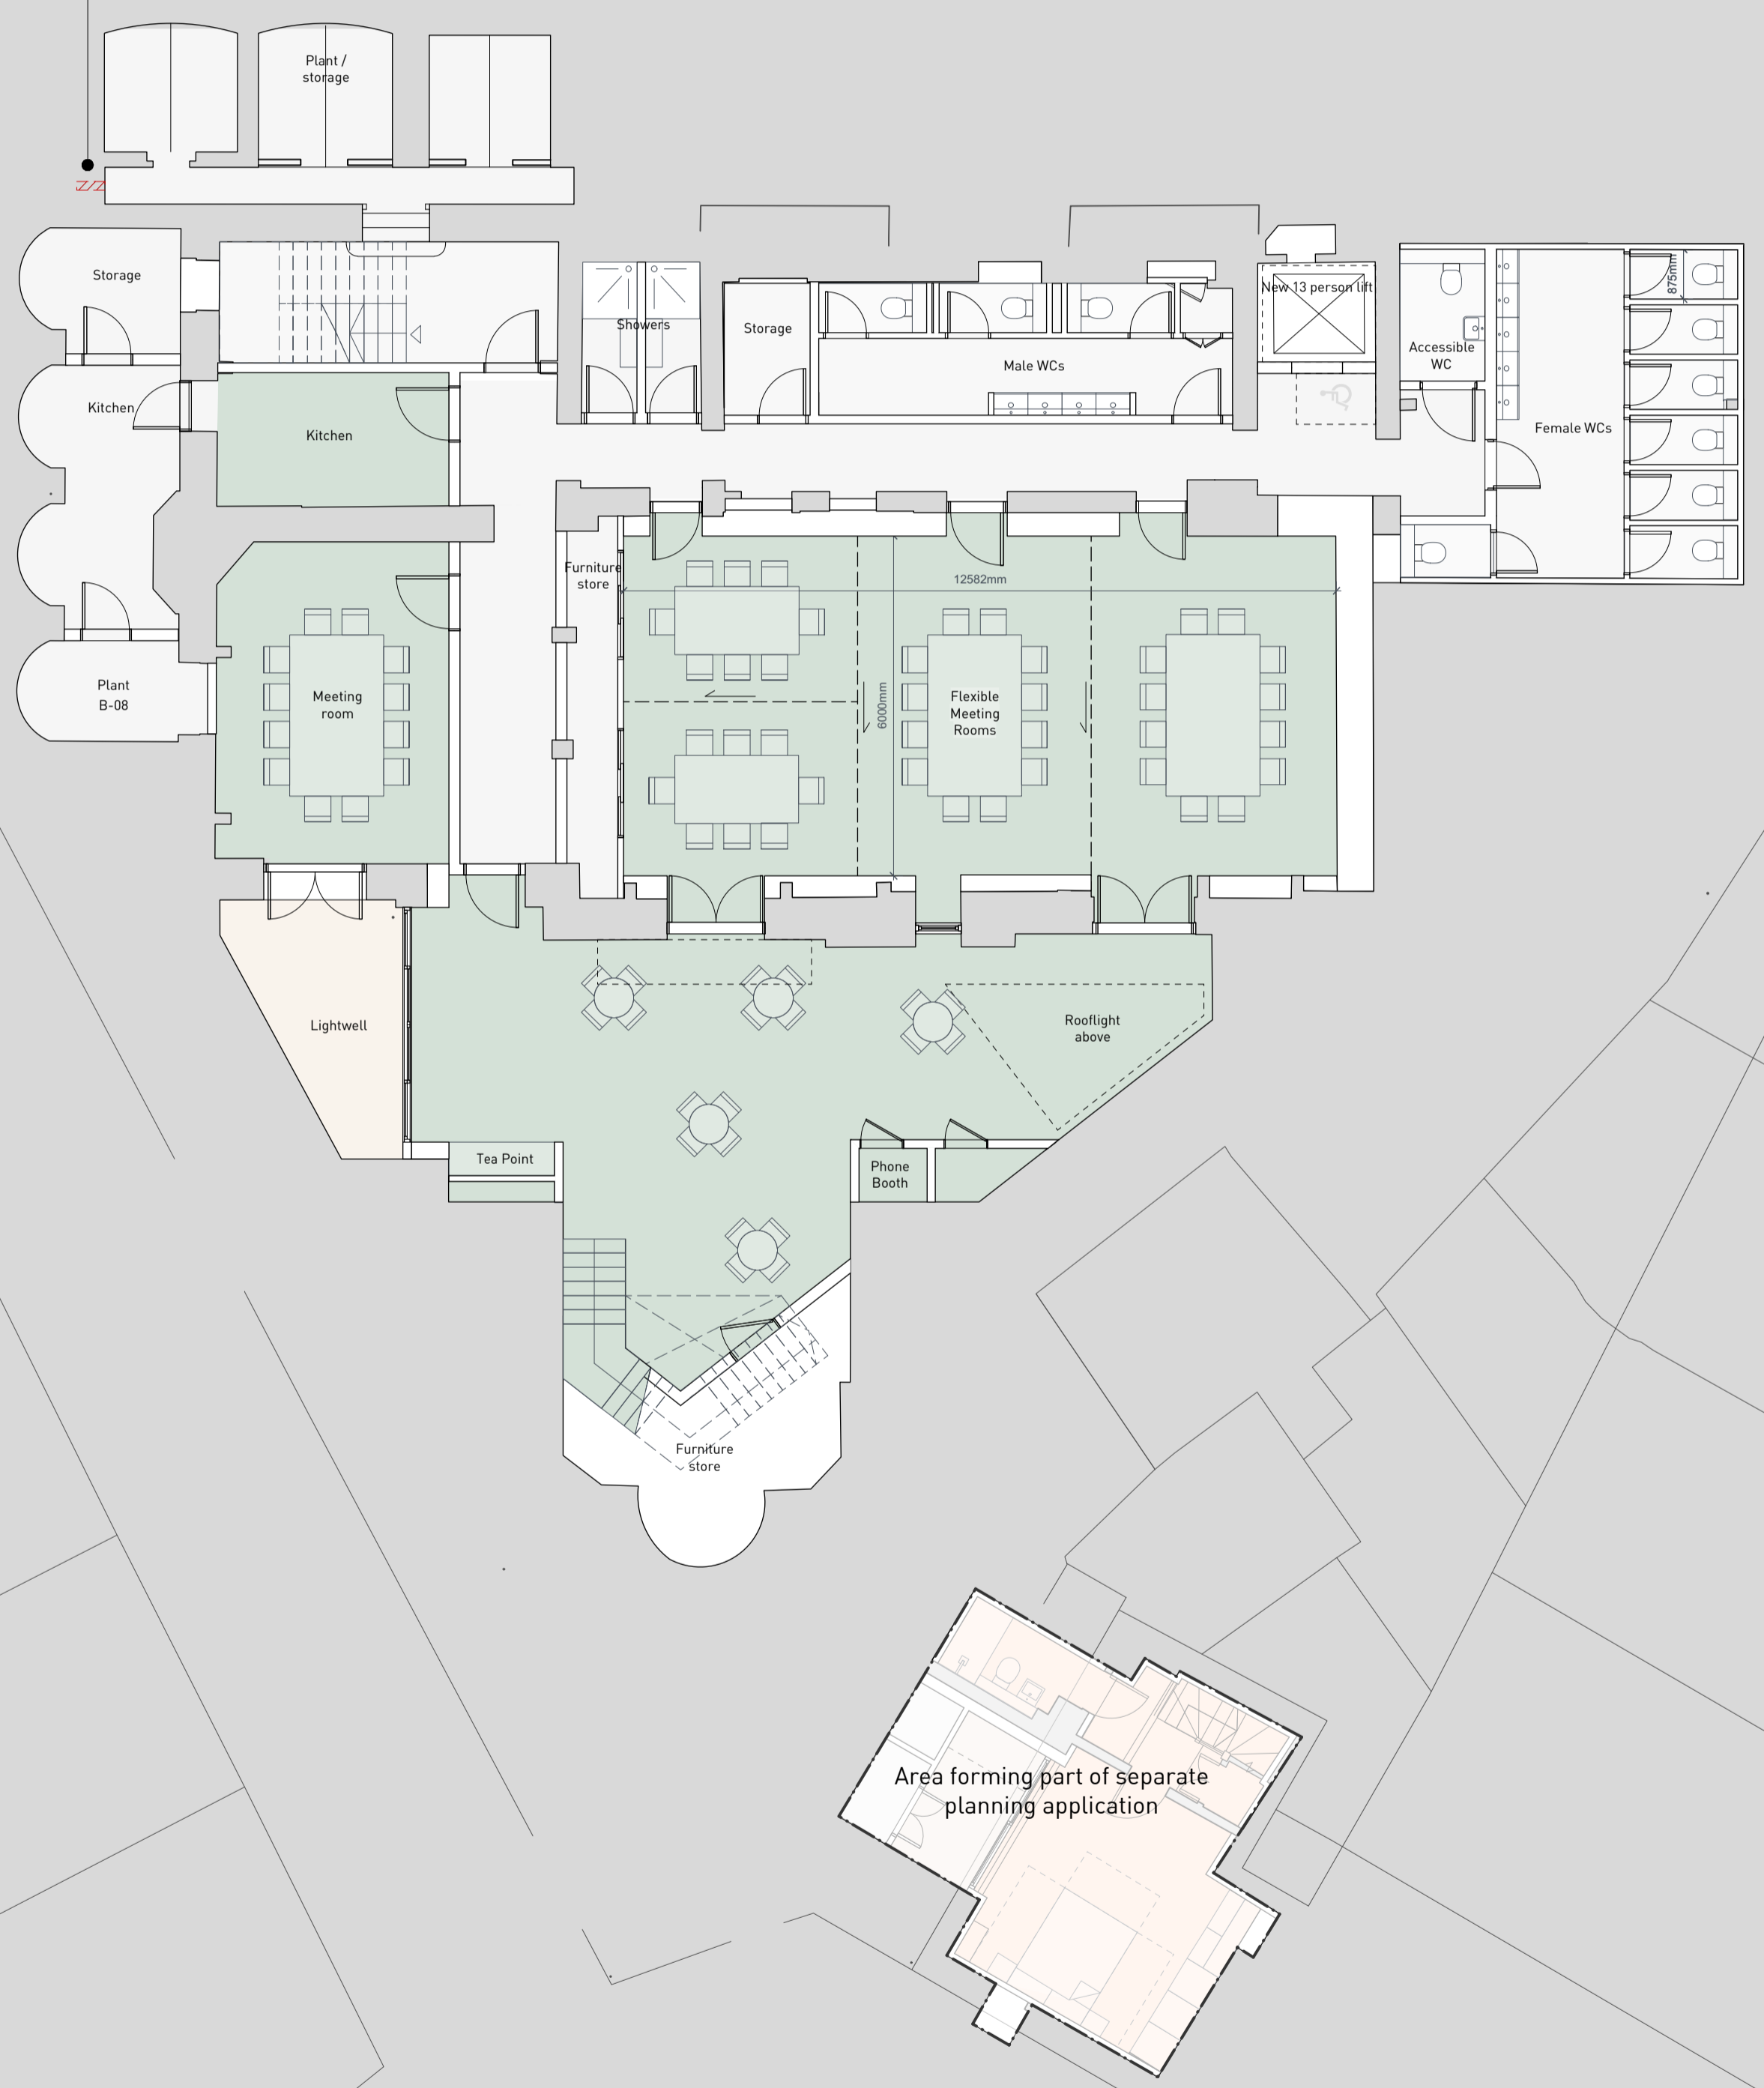 Plant /
storage
Storage
New 13 person lift
875mm
Showers
Storage
Male WCs
Accessible
WC
Kitchen
Kitchen
Female WCs
Furniture
store
12582mm
Plant
B-08
Meeting
room
6000mm
Flexible
Meeting
Rooms
Lightwell
Rooflight
above
Tea Point
Phone
Booth
Furniture
store
Area forming part of separate
planning application